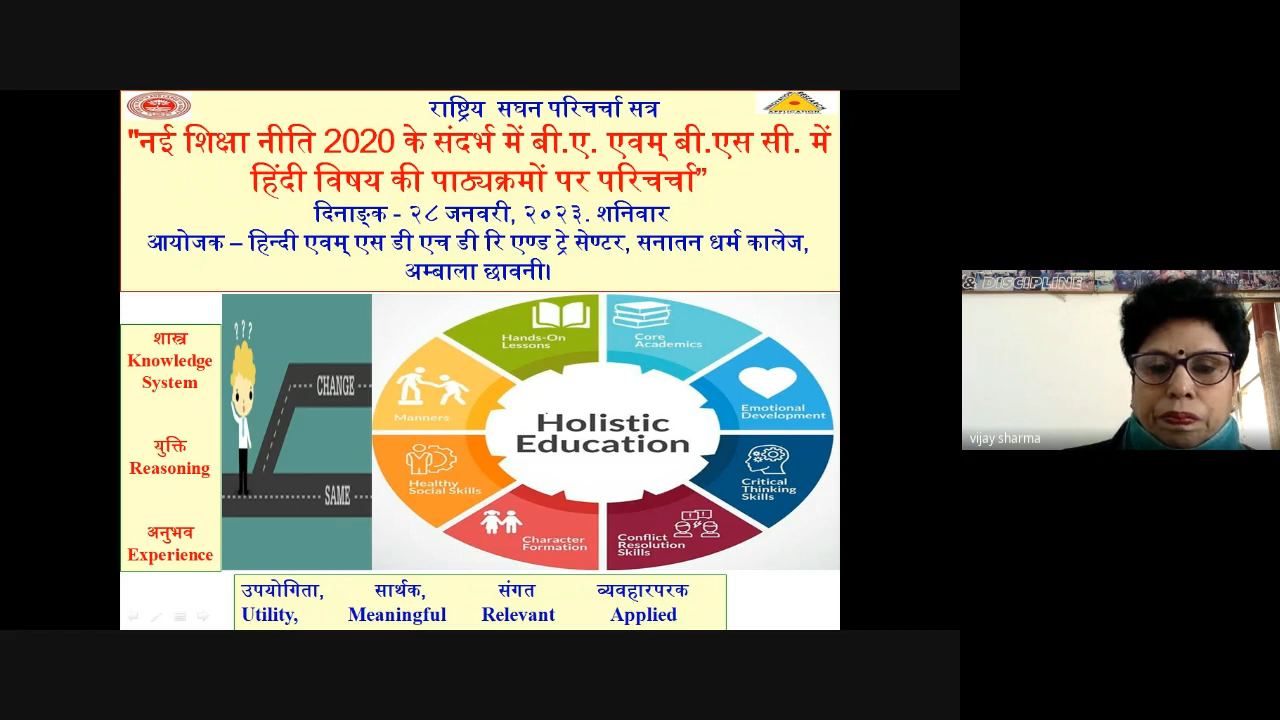 राष्ट्रिय सघन परिचर्चा सत्र
"नई शिक्षा नीति 2020 के संदर्भ में बी.ए. एवम् बी.एस सी. में
हिंदी विषय की पाठ्यक्रमों पर परिचर्चा”
दिनाङ्क - २८ जनवरी, २०२३. शनिवार
आयोजक – हिन्दी एवम् एस डी एच डी रि एण्ड ट्रे सेण्टर, सनातन धर्म कालेज,
अम्बाला छावनी।
APPLICATION
शास्त्र
Knowledge
System
युक्ति
Reasoning
अनुभव
Experience
? ? ?
CHANGE
SAME
Hands-On
Lessons
Core
Academics
Manners
Emotional
Development
Holistic
Education
Healthy
Social Skills
Critical
Thinking
Skills
Character
Formation
Conflict
Resolution
Skills
उपयोगिता, सार्थक, संगत व्यवहारपरक
Utility, Meaningful Relevant Applied
& DISCIPLINE
vijay sharma